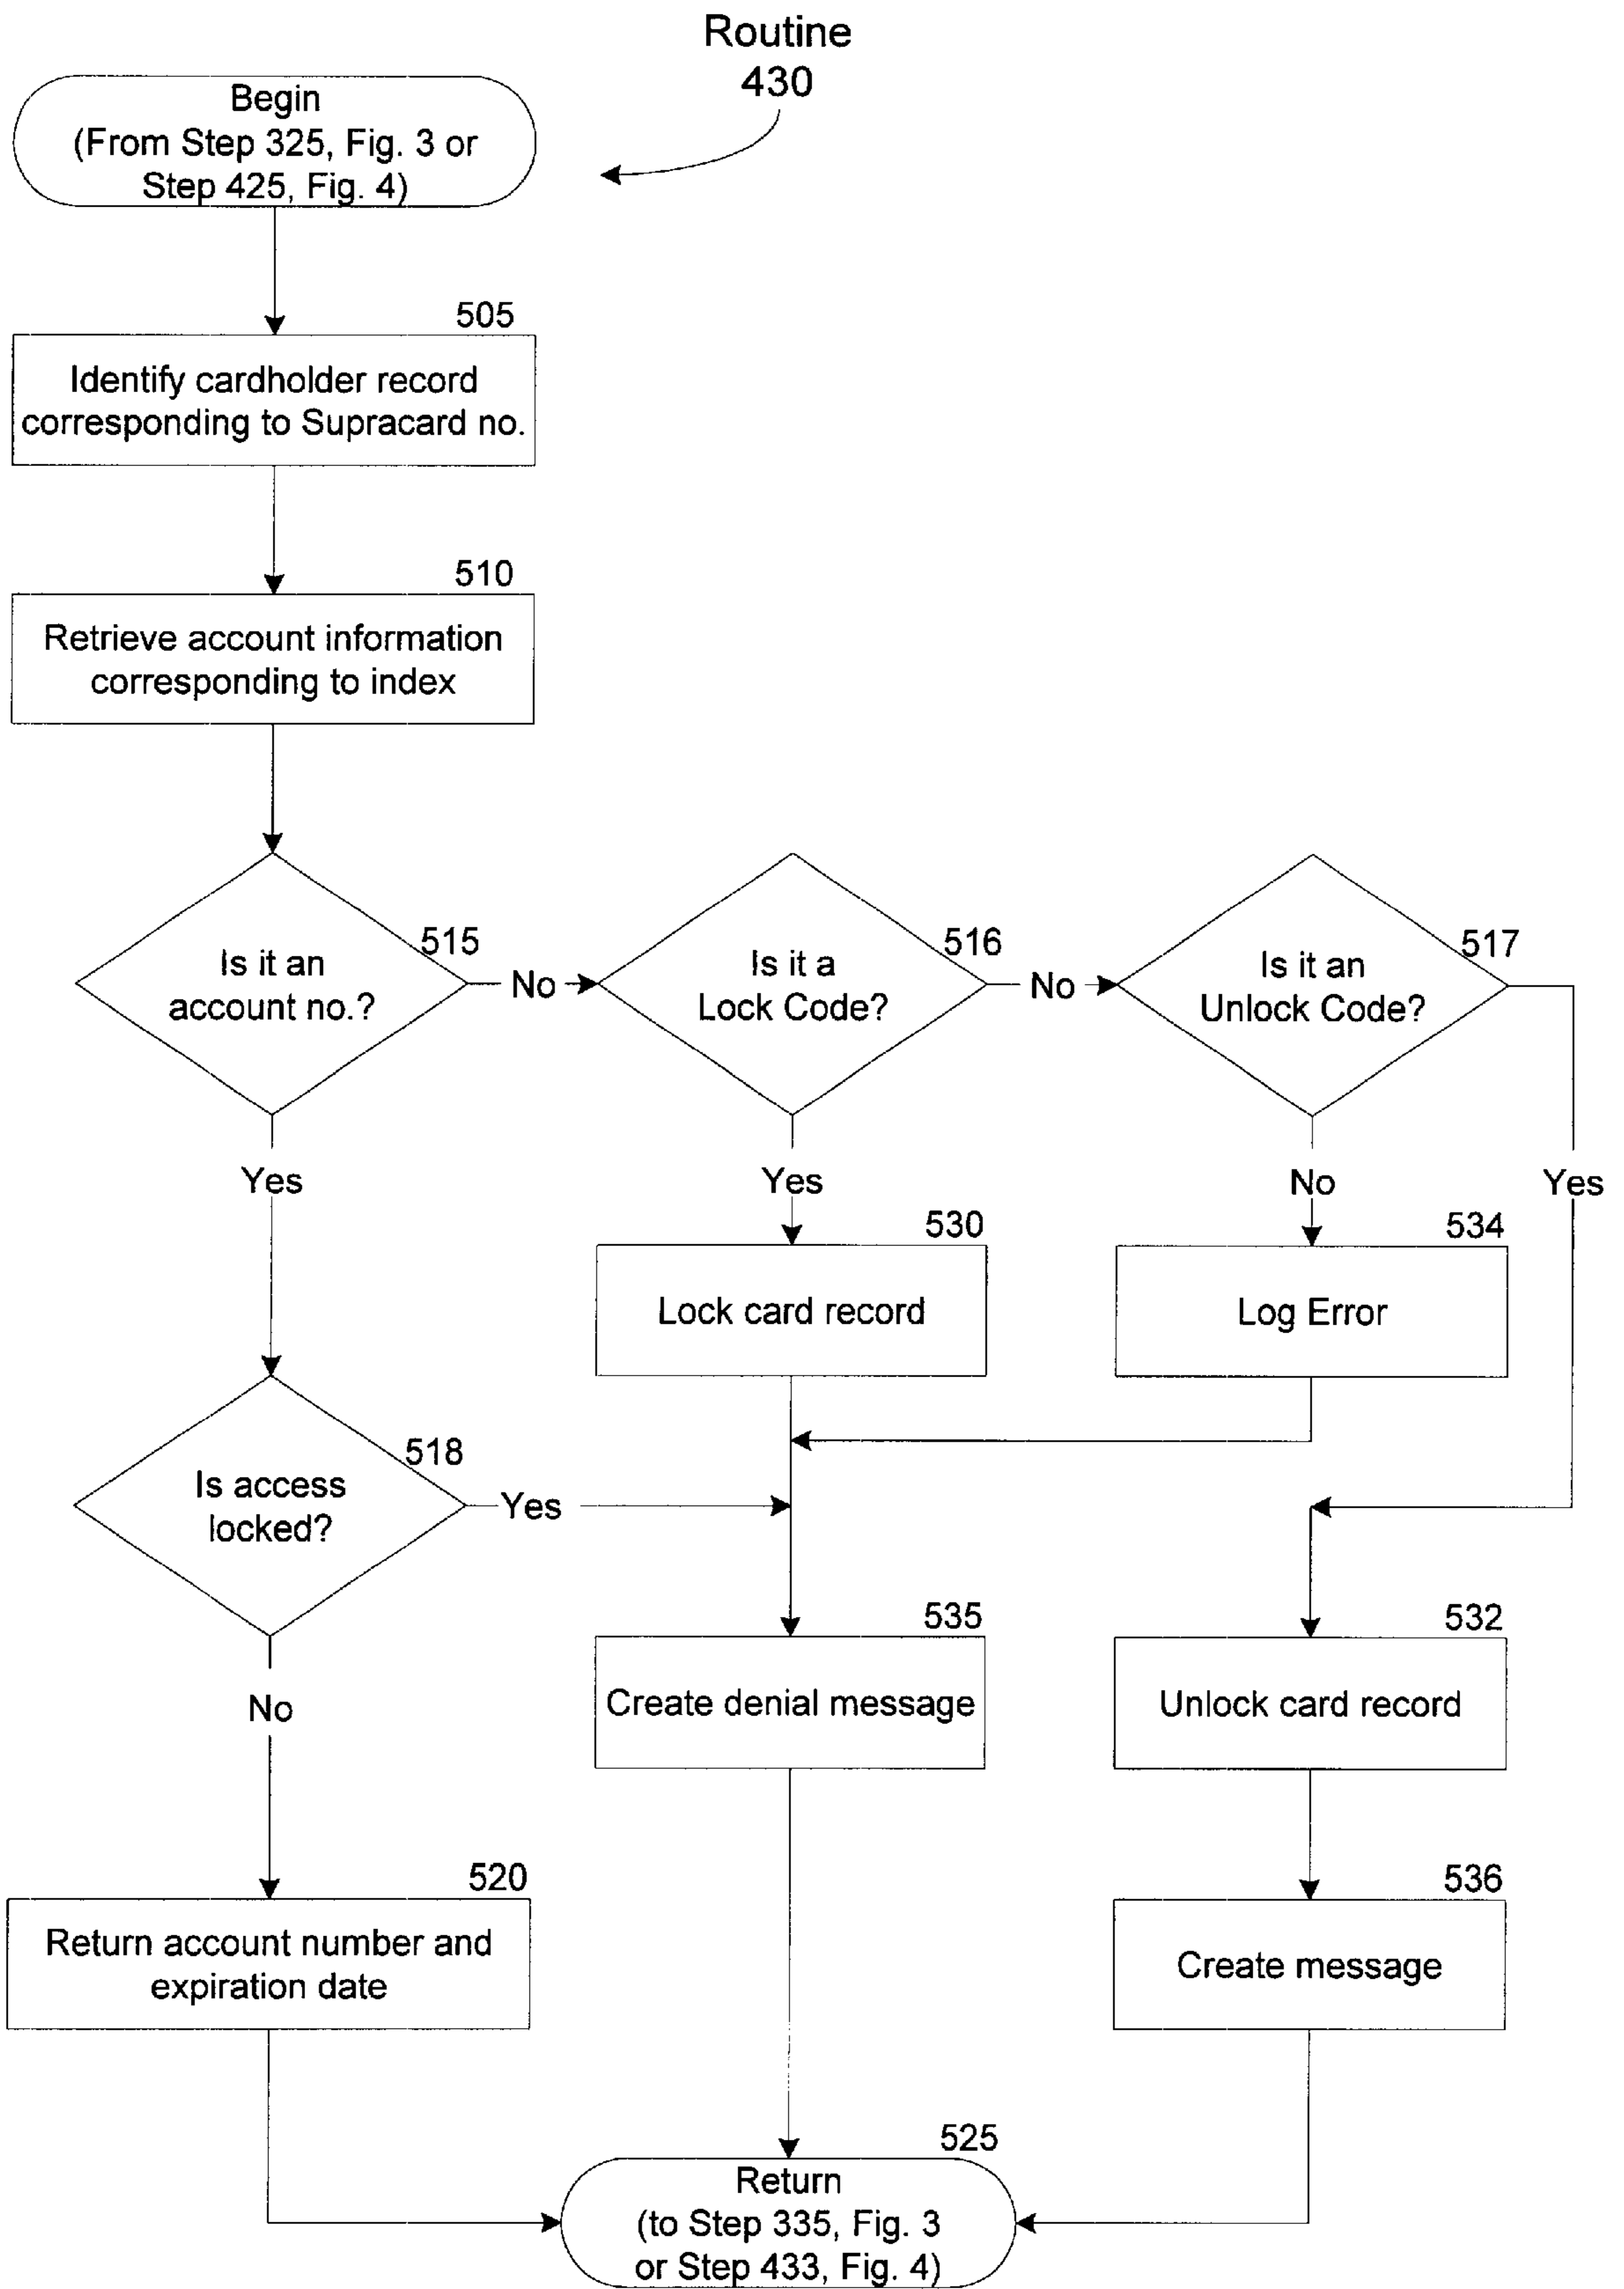 Routine
430
Begin
(From Step 325, Fig. 3 or
Step 425, Fig. 4)
505
Identify cardholder record
corresponding to Supracard no.
510
Retrieve account information
corresponding to index
515
Is it an
account no.?
No
516
Is it a
Lock Code?
No
517
Is it an
Unlock Code?
Yes
Yes
No
Yes
530
Lock card record
534
Log Error
518
Is access
locked?
Yes
No
535
Create denial message
532
Unlock card record
520
Return account number and
expiration date
536
Create message
525
Return
(to Step 335, Fig. 3
or Step 433, Fig. 4)